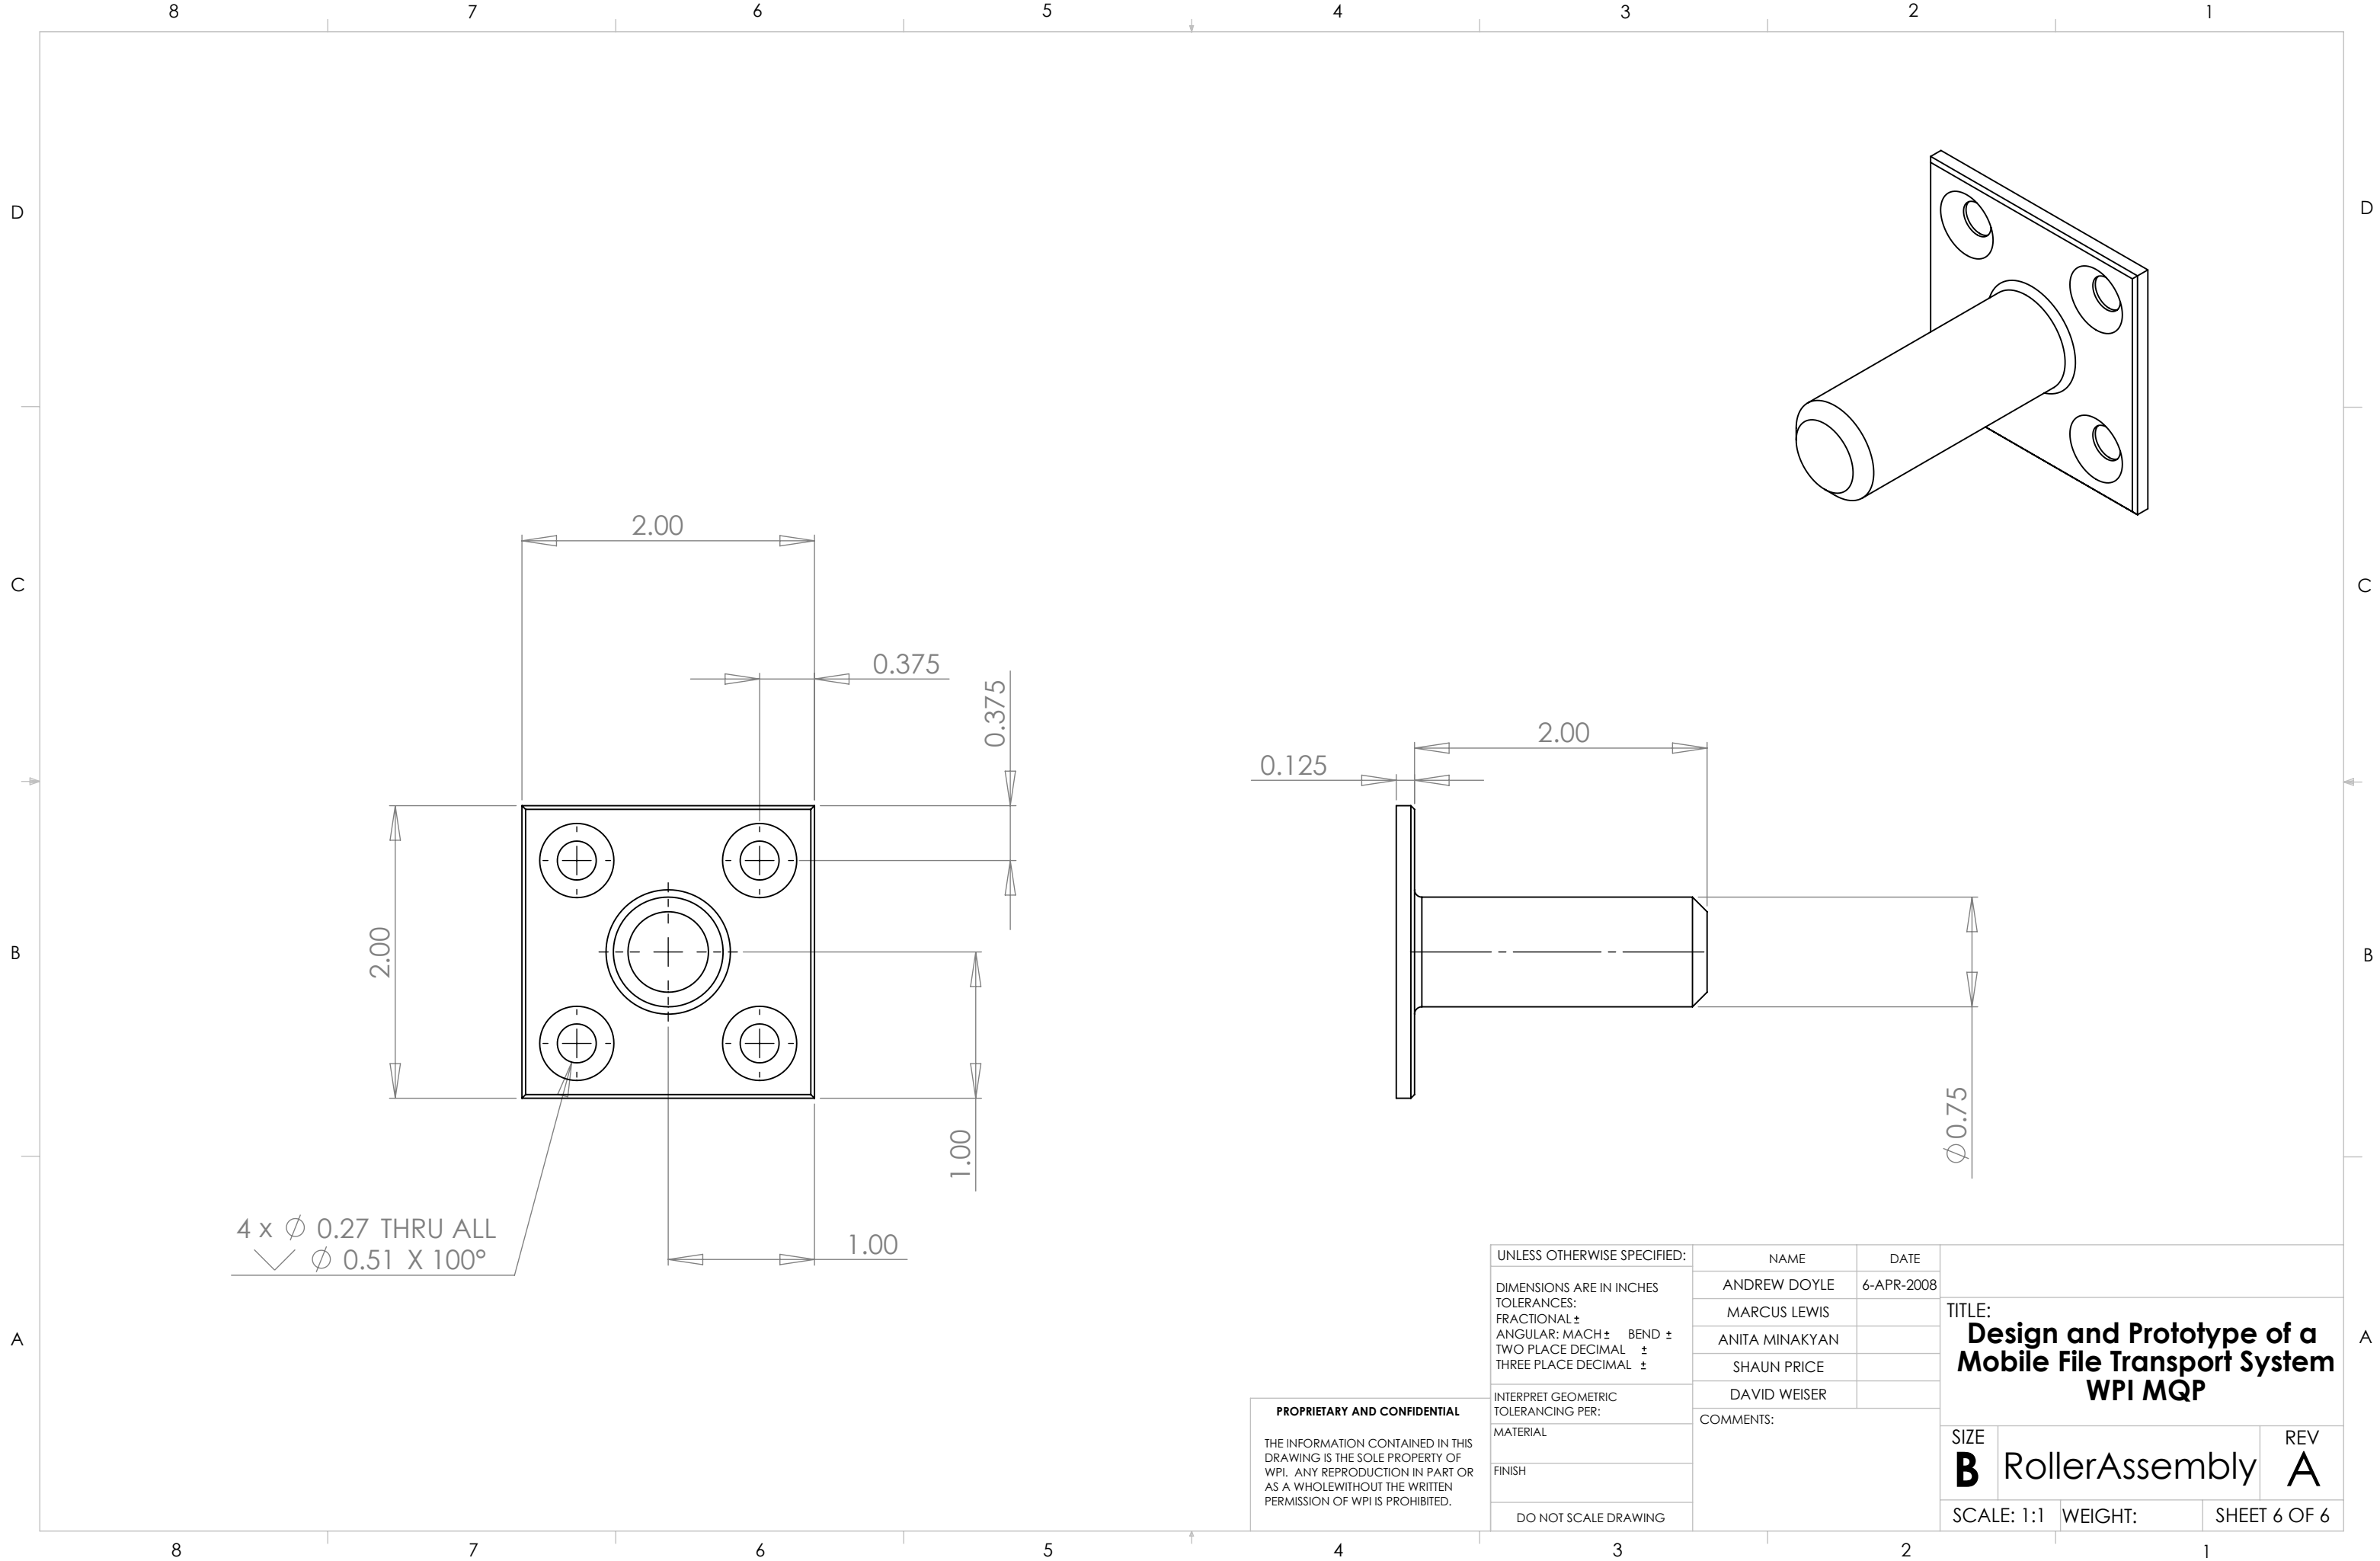 8 7 6 5 4 3 2 1
D D
2.00
C C
0.375
0.375
2.00
0.125
2.00
B B
1.00
Ø 0.75
4 x Ø 0.27 THRU ALL
Ø 0.51 X 100°
1.00
A A
UNLESS OTHERWISE SPECIFIED:
DIMENSIONS ARE IN INCHES
TOLERANCES:
FRACTIONAL ±
ANGULAR: MACH ± BEND ±
TWO PLACE DECIMAL ±
THREE PLACE DECIMAL ±
INTERPRET GEOMETRIC
TOLERANCING PER:
MATERIAL
FINISH
DO NOT SCALE DRAWING
NAME DATE
ANDREW DOYLE 6-APR-2008
MARCUS LEWIS
ANITA MINAKYAN
SHAUN PRICE
DAVID WEISER
COMMENTS:
TITLE:
Design and Prototype of a
Mobile File Transport System
WPI MQP
SIZE
B
RollerAssembly
REV
A
SCALE: 1:1 WEIGHT: SHEET 6 OF 6
PROPRIETARY AND CONFIDENTIAL
THE INFORMATION CONTAINED IN THIS
DRAWING IS THE SOLE PROPERTY OF
WPI. ANY REPRODUCTION IN PART OR
AS A WHOLEWITHOUT THE WRITTEN
PERMISSION OF WPI IS PROHIBITED.
8 7 6 5 4 3 2 1